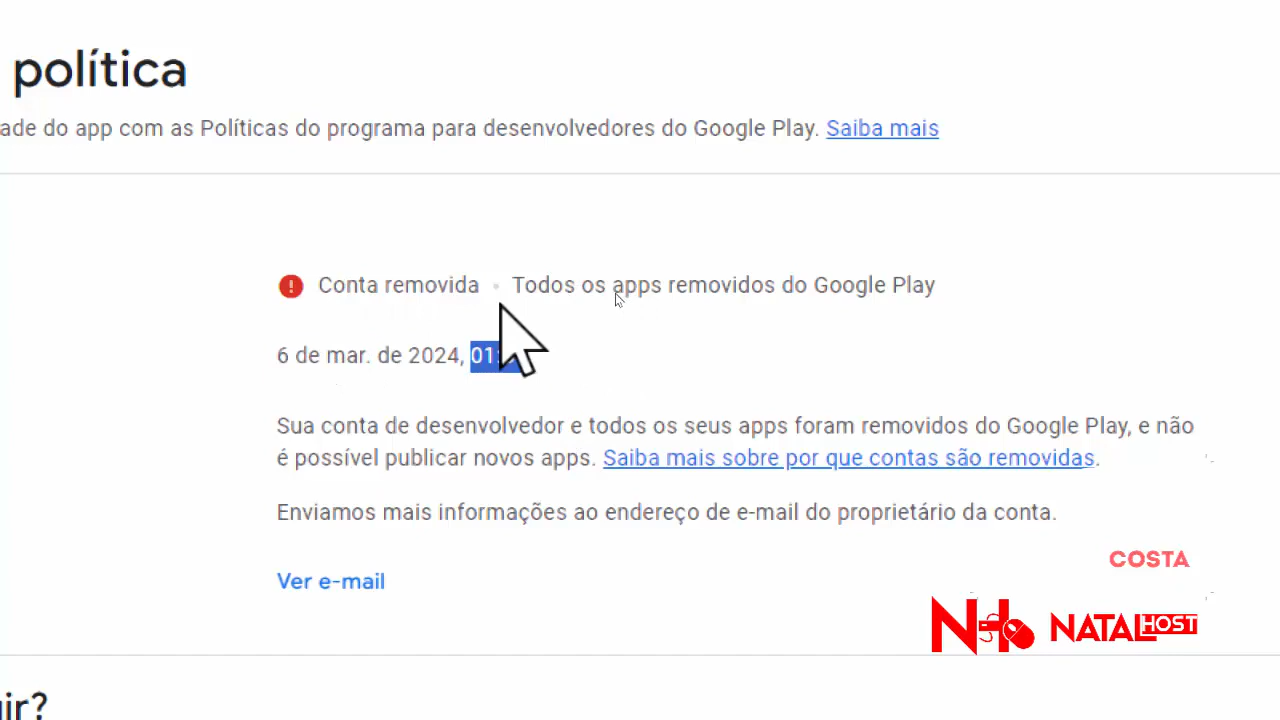 política
ade do app com as Políticas do programa para desenvolvedores do Google Play. Saiba mais
Conta removida • Todos os apps removidos do Google Play
6 de mar. de 2024, 01
Sua conta de desenvolvedor e todos os seus apps foram removidos do Google Play, e não
é possível publicar novos apps. Saiba mais sobre por que contas são removidas.
Enviamos mais informações ao endereço de e-mail do proprietário da conta.
Ver e-mail
COSTA
NATALHOST
ir?